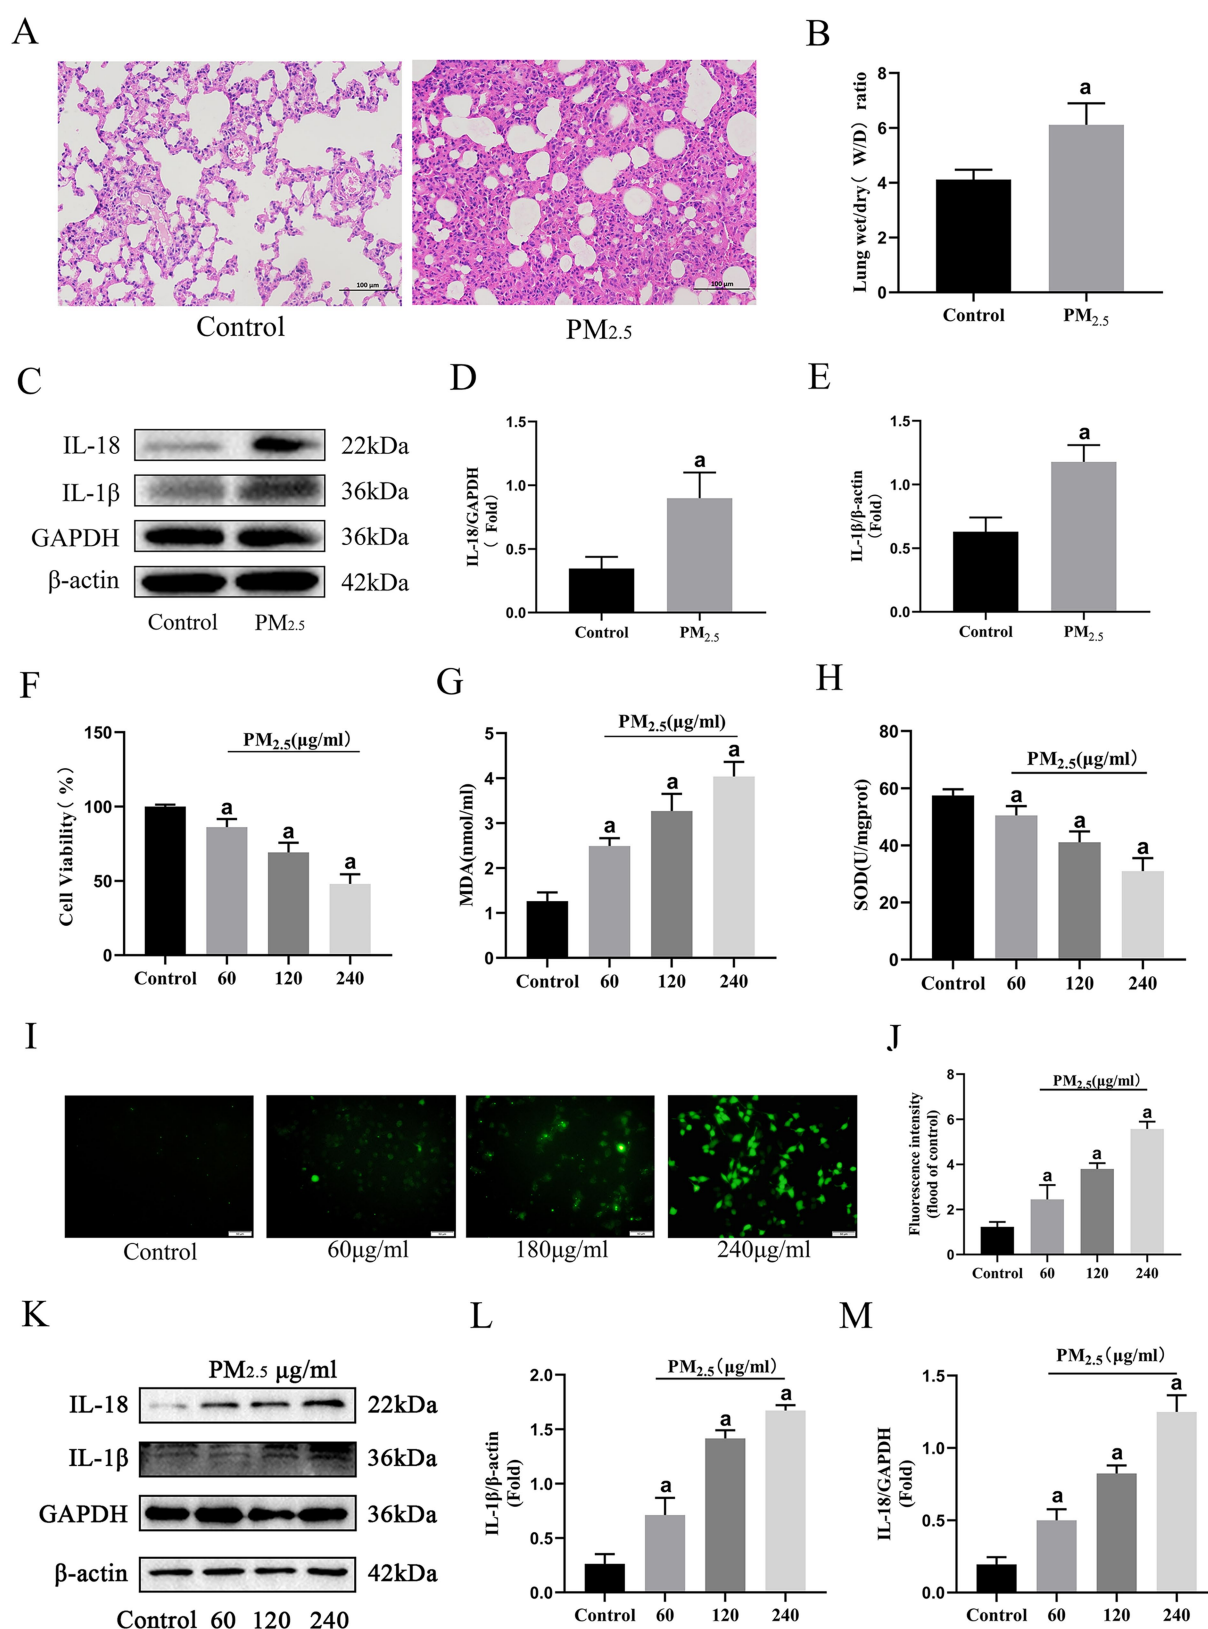 A
100 μm
100 μm
Control
PM2.5
B
Lung wet/dry( W/D) ratio
8
6
4
2
0
a
Control
PM2.5
C
IL-18
22kDa
IL-1β
36kDa
GAPDH
36kDa
β-actin
42kDa
Control
PM2.5
D
IL-18/GAPDH
( Fold)
1.5
1.0
0.5
0.0
a
Control
PM2.5
E
IL-1β/β-actin
(Fold)
1.5
1.0
0.5
0.0
a
Control
PM2.5
F
Cell Viability( %)
150
100
50
0
PM2.5(μg/ml)
a
a
a
Control
60
120
240
G
MDA(nmol/ml)
5
4
3
2
1
0
PM2.5(μg/ml)
a
a
a
Control
60
120
240
H
SOD(U/mgprot)
80
60
40
20
0
PM2.5(μg/ml)
a
a
a
Control
60
120
240
I
Control
60μg/ml
180μg/ml
240μg/ml
J
Fluorescence intensity
(flood of control)
8
6
4
2
0
PM2.5(μg/ml)
a
a
a
Control
60
120
240
K
PM2.5 μg/ml
IL-18
22kDa
IL-1β
36kDa
GAPDH
36kDa
β-actin
42kDa
Control 60 120 240
L
IL-1β/β-actin
(Fold)
2.0
1.5
1.0
0.5
0.0
PM2.5(μg/ml)
a
a
a
Control
60
120
240
M
IL-18/GAPDH
(Fold)
1.5
1.0
0.5
0.0
PM2.5(μg/ml)
a
a
a
Control
60
120
240